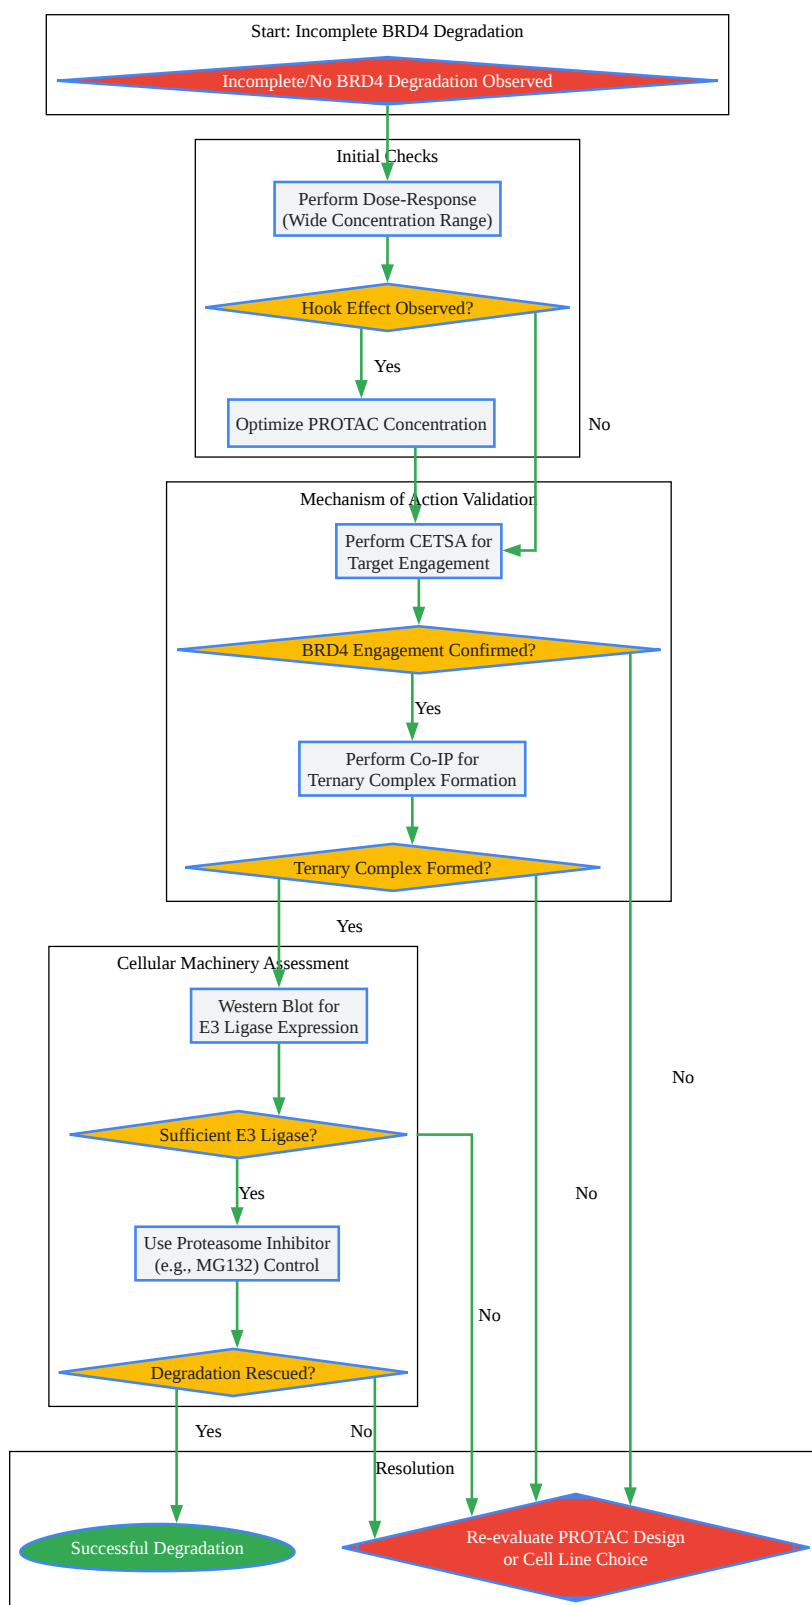 Start: Incomplete BRD4 Degradation
Incomplete/No BRD4 Degradation Observed
Initial Checks
Perform Dose-Response
(Wide Concentration Range)
Hook Effect Observed?
Yes
Optimize PROTAC Concentration
No
Mechanism of Action Validation
Perform CETSA for
Target Engagement
BRD4 Engagement Confirmed?
Yes
Perform Co-IP for
Ternary Complex Formation
Ternary Complex Formed?
Yes
Cellular Machinery Assessment
Western Blot for
E3 Ligase Expression
No
Sufficient E3 Ligase?
Yes
No
Use Proteasome Inhibitor
(e.g., MG132) Control
No
Degradation Rescued?
Yes
No
Resolution
Successful Degradation
Re-evaluate PROTAC Design
or Cell Line Choice